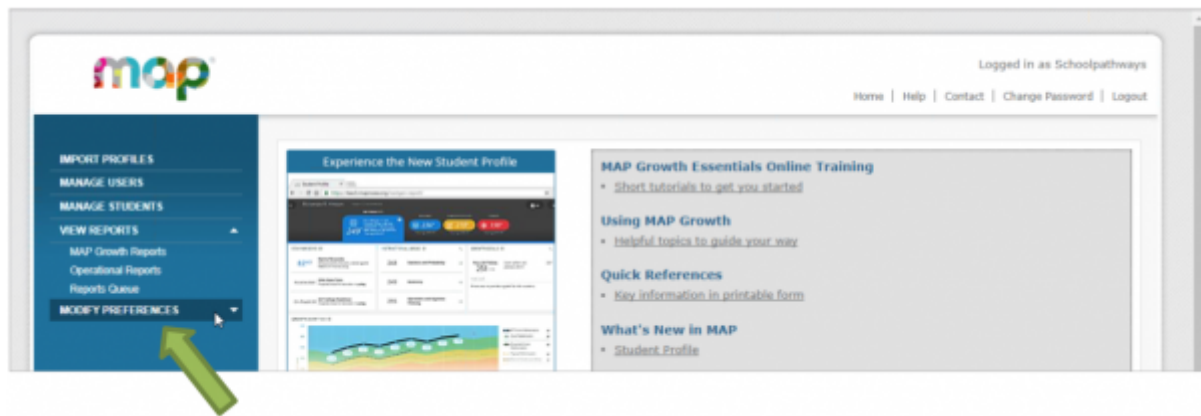 map
Logged in as Schoolpathways
Home | Help | Contact | Change Password | Logout
IMPORT PROFILES
MANAGE USERS
MANAGE STUDENTS
VIEW REPORTS
MAP Growth Reports
Operational Reports
Reports Queue
MODIFY PREFERENCES
Experience the New Student Profile
MAP Growth Essentials Online Training
Short tutorials to get you started
Using MAP Growth
Helpful topics to guide your way
Quick References
Key information in printable form
What's New in MAP
Student Profile